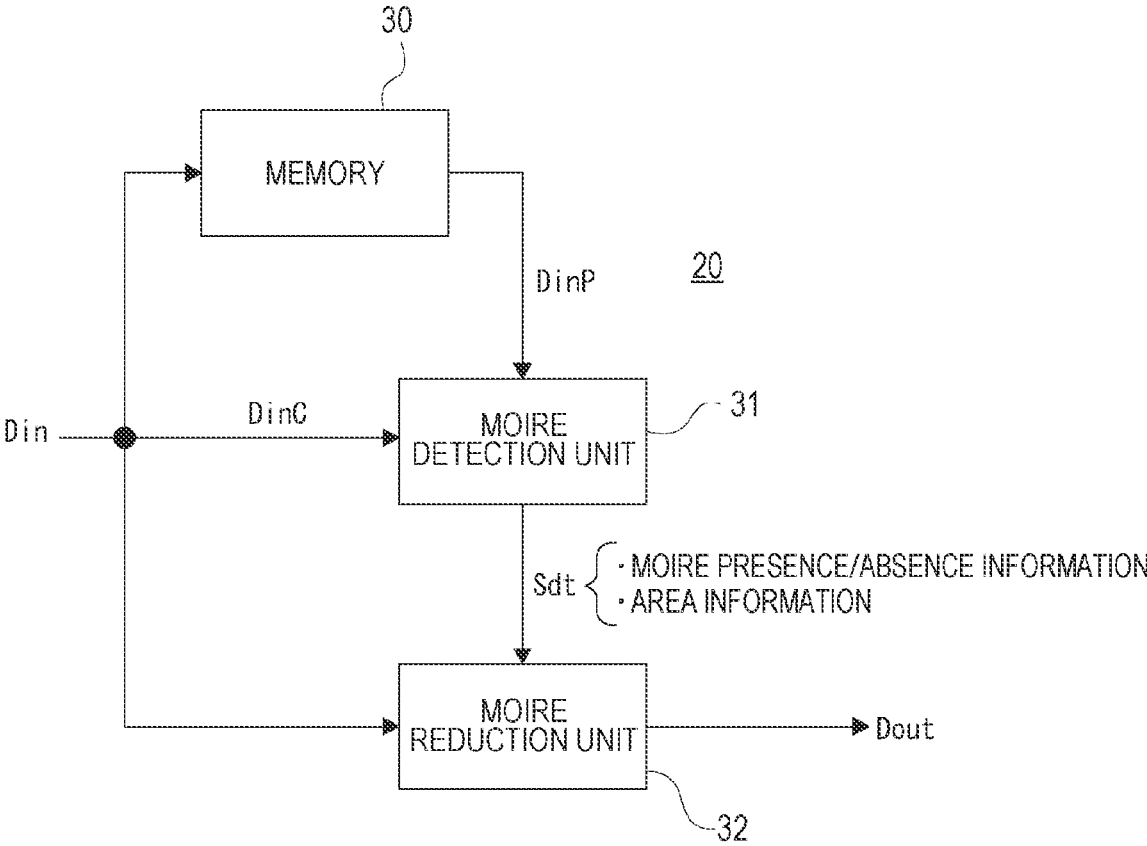 30
MEMORY
20
DinP
31
DinC
Din
MOIRE
DETECTION UNIT
Sdt
・MOIRE PRESENCE/ABSENCE INFORMATION
・AREA INFORMATION
MOIRE
REDUCTION UNIT
Dout
32